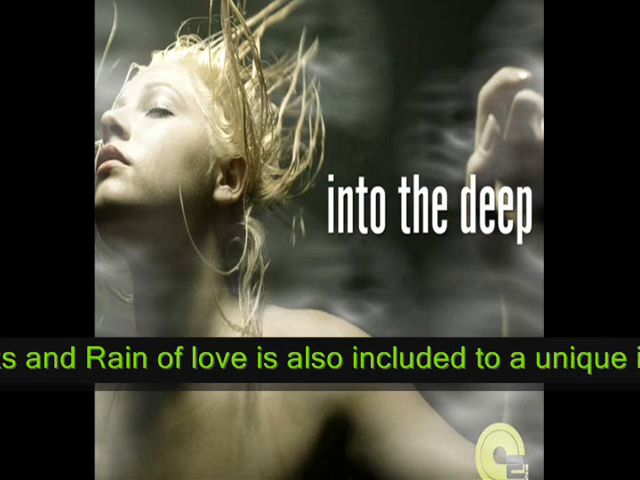 into the deep
s and Rain of love is also included to a unique